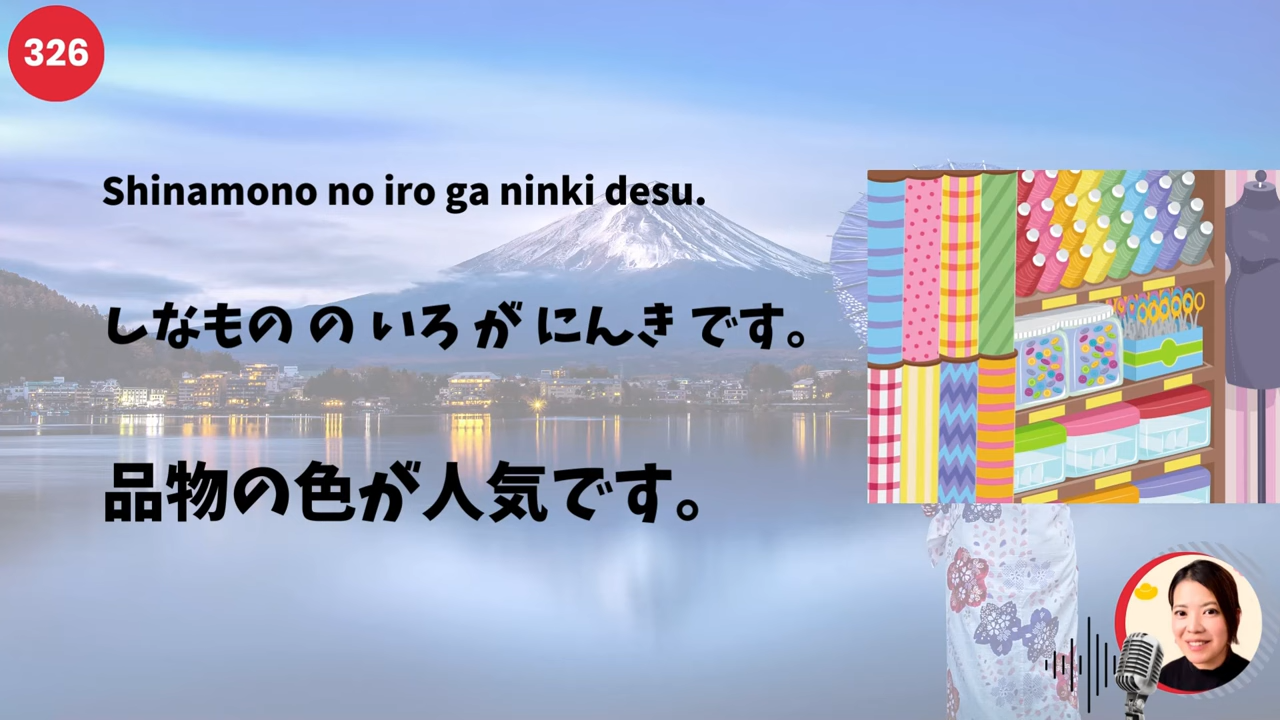 326
Shinamono no iro ga ninki desu.
しなもの の いろ が にんき です。
品物の色が人気です。